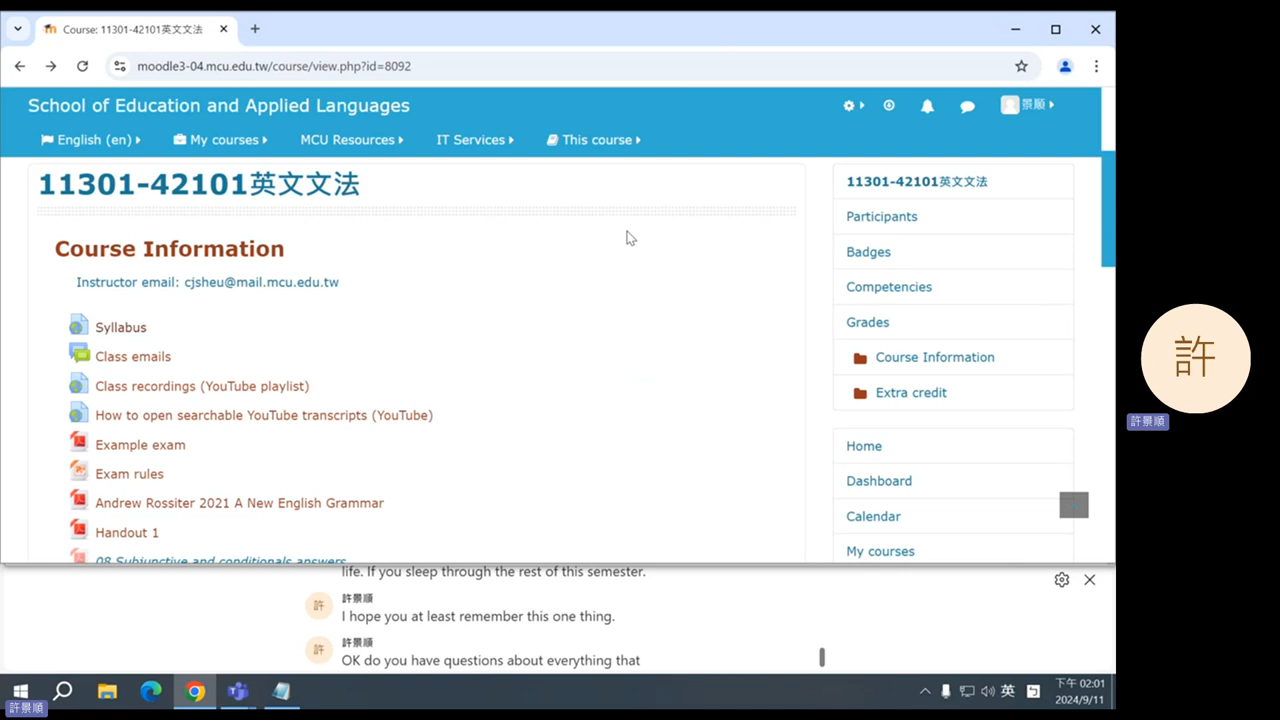 Course: 11301-42101英文文法
moodle3-04.mcu.edu.tw/course/view.php?id=8092
School of Education and Applied Languages
景順
English (en)
My courses
MCU Resources
IT Services
This course
11301-42101英文文法
Course Information
Instructor email: cjsheu@mail.mcu.edu.tw
Syllabus
Class emails
Class recordings (YouTube playlist)
How to open searchable YouTube transcripts (YouTube)
Example exam
Exam rules
Andrew Rossiter 2021 A New English Grammar
Handout 1
08 Subjunctive and conditionals answers
11301-42101英文文法
Participants
Badges
Competencies
Grades
Course Information
Extra credit
Home
Dashboard
Calendar
My courses
life. If you sleep through the rest of this semester.
許
許景順
I hope you at least remember this one thing.
許
許景順
OK do you have questions about everything that
英
下午 02:01
2024/9/11
許景順
許
許景順